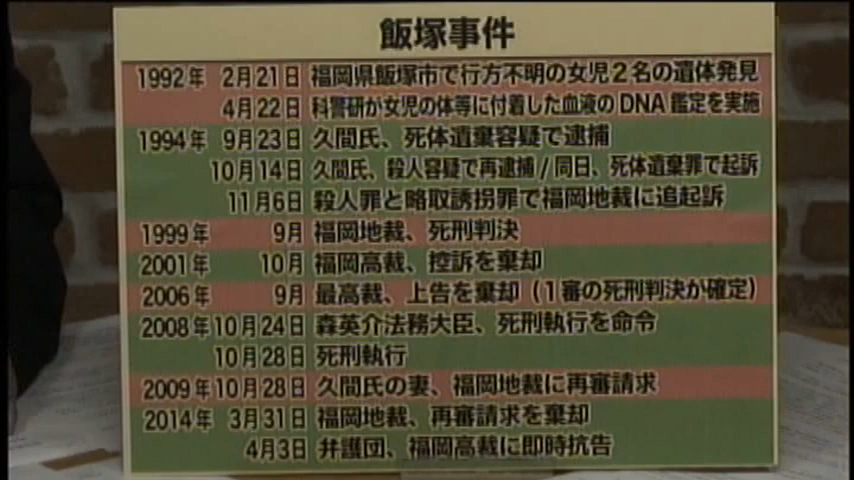 飯塚事件
1992年 2月21日 福岡県飯塚市で行方不明の女児2名の遺体発見
4月22日 科警研が女児の体等に付着した血液のDNA鑑定を実施
1994年 9月23日 久間氏、死体遺棄容疑で逮捕
10月14日 久間氏、殺人容疑で再逮捕/同日、死体遺棄罪で起訴
11月6日 殺人罪と略取誘拐罪で福岡地裁に追起訴
1999年 9月 福岡地裁、死刑判決
2001年 10月 福岡高裁、控訴を棄却
2006年 9月 最高裁、上告を棄却(1審の死刑判決が確定)
2008年10月24日 森英介法務大臣、死刑執行を命令
10月28日 死刑執行
2009年10月28日 久間氏の妻、福岡地裁に再審請求
2014年 3月31日 福岡地裁、再審請求を棄却
4月3日 弁護団、福岡高裁に即時抗告